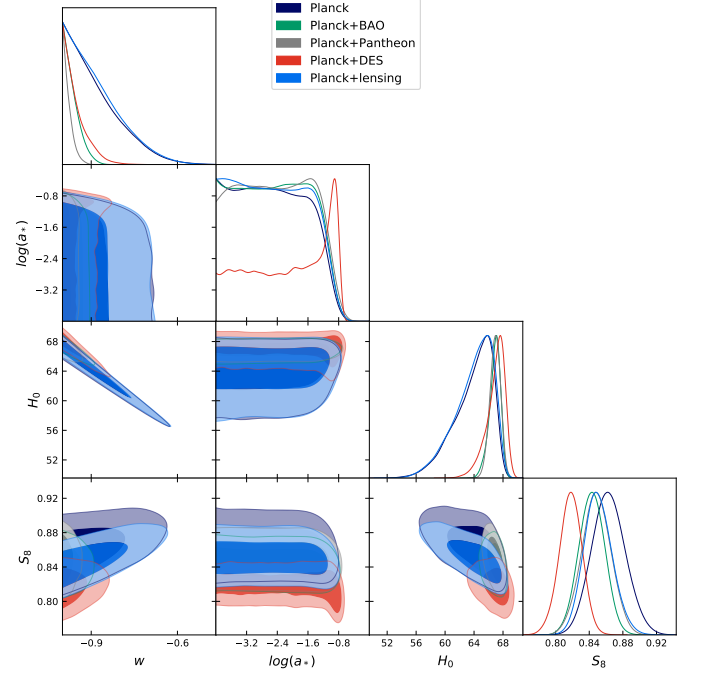 Planck
Planck+BAO
Planck+Pantheon
Planck+DES
Planck+lensing
−0.8
−1.6
−2.4
−3.2
log(a*)
68
64
60
56
52
H0
0.92
0.88
0.84
0.80
S8
−0.9 −0.6
w
−3.2 −2.4 −1.6 −0.8
log(a*)
56 60 64 68
H0
0.80 0.84 0.88 0.92
S8